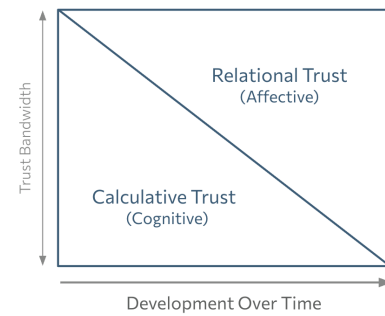 Relational Trust
(Affective)
Trust Bandwidth
Calculative Trust
(Cognitive)
Development Over Time